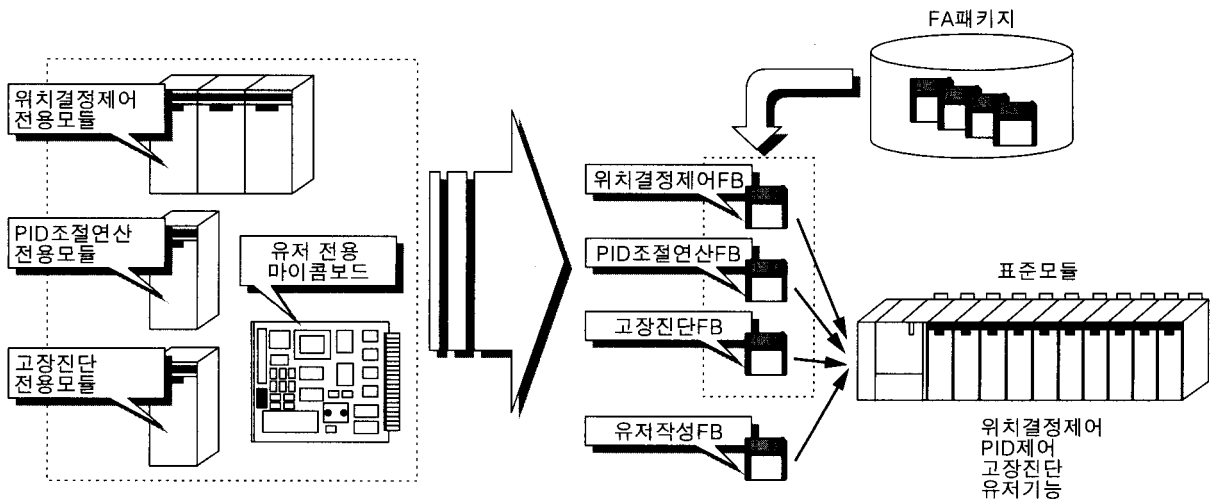 위치결정제어
전용모듈
PID조절연산
전용모듈
유저 전용
마이콤보드
고장진단
전용모듈
FA패키지
위치결정제어FB
PID조절연산FB
고장진단FB
유저작성FB
표준모듈
위치결정제어
PID제어
고장진단
유저기능